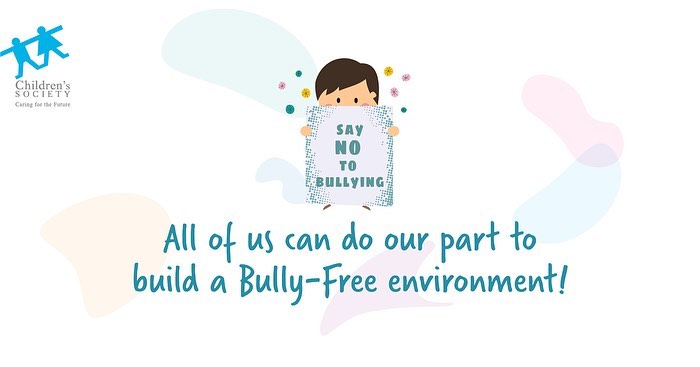 Children's
SOCIETY
Caring for the Future
SAY
NO
TO
BULLYING
All of us can do our part to
build a Bully-Free environment!